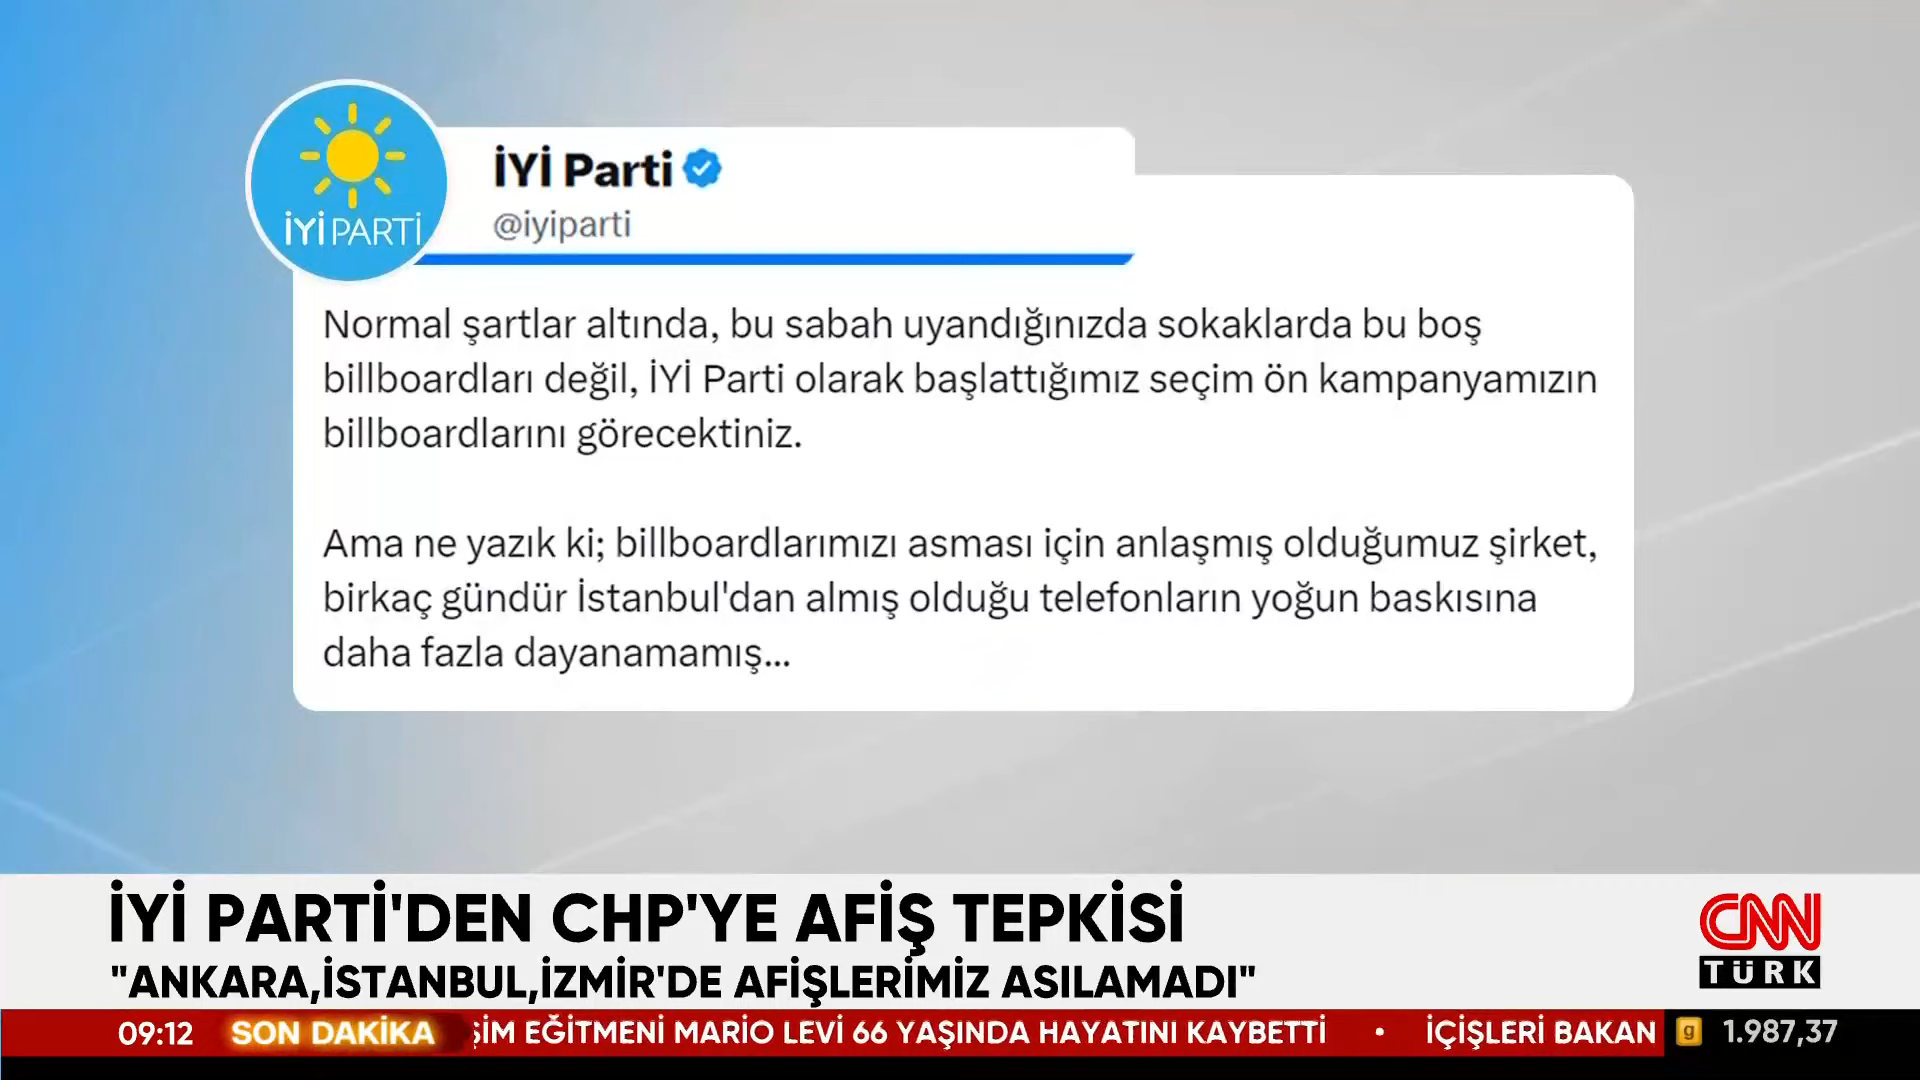 İYİ PARTİ
İYİ Parti
@iyiparti
Normal şartlar altında, bu sabah uyandığınızda sokaklarda bu boş
billboardları değil, İYİ Parti olarak başlattığımız seçim ön kampanyamızın
billboardlarını görecektiniz.
Ama ne yazık ki; billboardlarımızı asması için anlaşmış olduğumuz şirket,
birkaç gündür İstanbul'dan almış olduğu telefonların yoğun baskısına
daha fazla dayanamamış...
İYİ PARTİ'DEN CHP'YE AFİŞ TEPKİSİ
"ANKARA,İSTANBUL,İZMİR'DE AFİŞLERİMİZ ASILAMADI"
CNN
TÜRK
09:12 SON DAKİKA ŞİM EĞİTMENİ MARİO LEVİ 66 YAŞINDA HAYATINI KAYBETTİ • İÇİŞLERİ BAKAN g 1.987,37